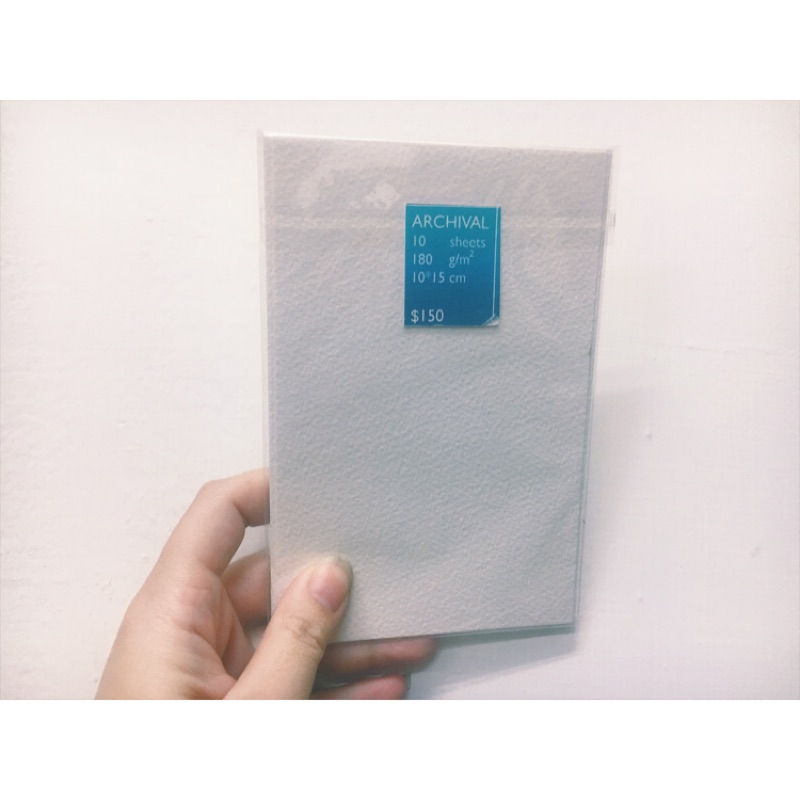 ARCHIVAL
10 sheets
180 g/m²
10*15 cm
$150